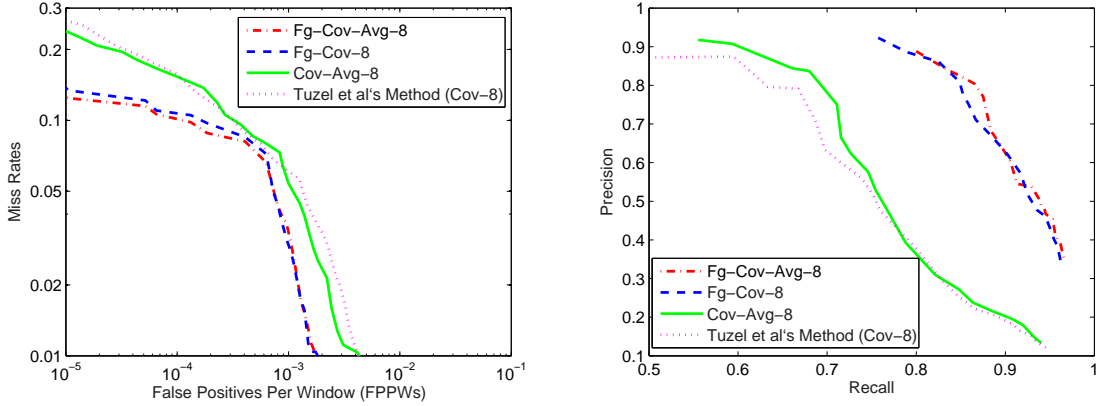 0.3
0.2
0.1
0.05
0.02
0.01
Miss Rates
10^-5
10^-4
10^-3
10^-2
10^-1
False Positives Per Window (FPPWs)
Fg-Cov-Avg-8
Fg-Cov-8
Cov-Avg-8
Tuzel et al's Method (Cov-8)
1
0.9
0.8
0.7
0.6
0.5
0.4
0.3
0.2
0.1
Precision
0.5
0.6
0.7
0.8
0.9
1
Recall
Fg-Cov-Avg-8
Fg-Cov-8
Cov-Avg-8
Tuzel et al's Method (Cov-8)